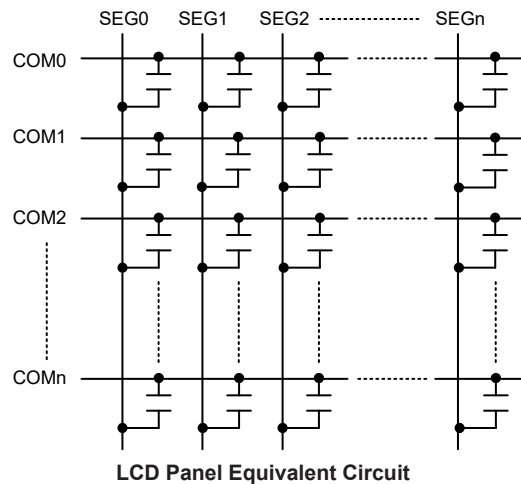 SEG0 SEG1 SEG2 SEGn
COM0
COM1
COM2
COMn
LCD Panel Equivalent Circuit